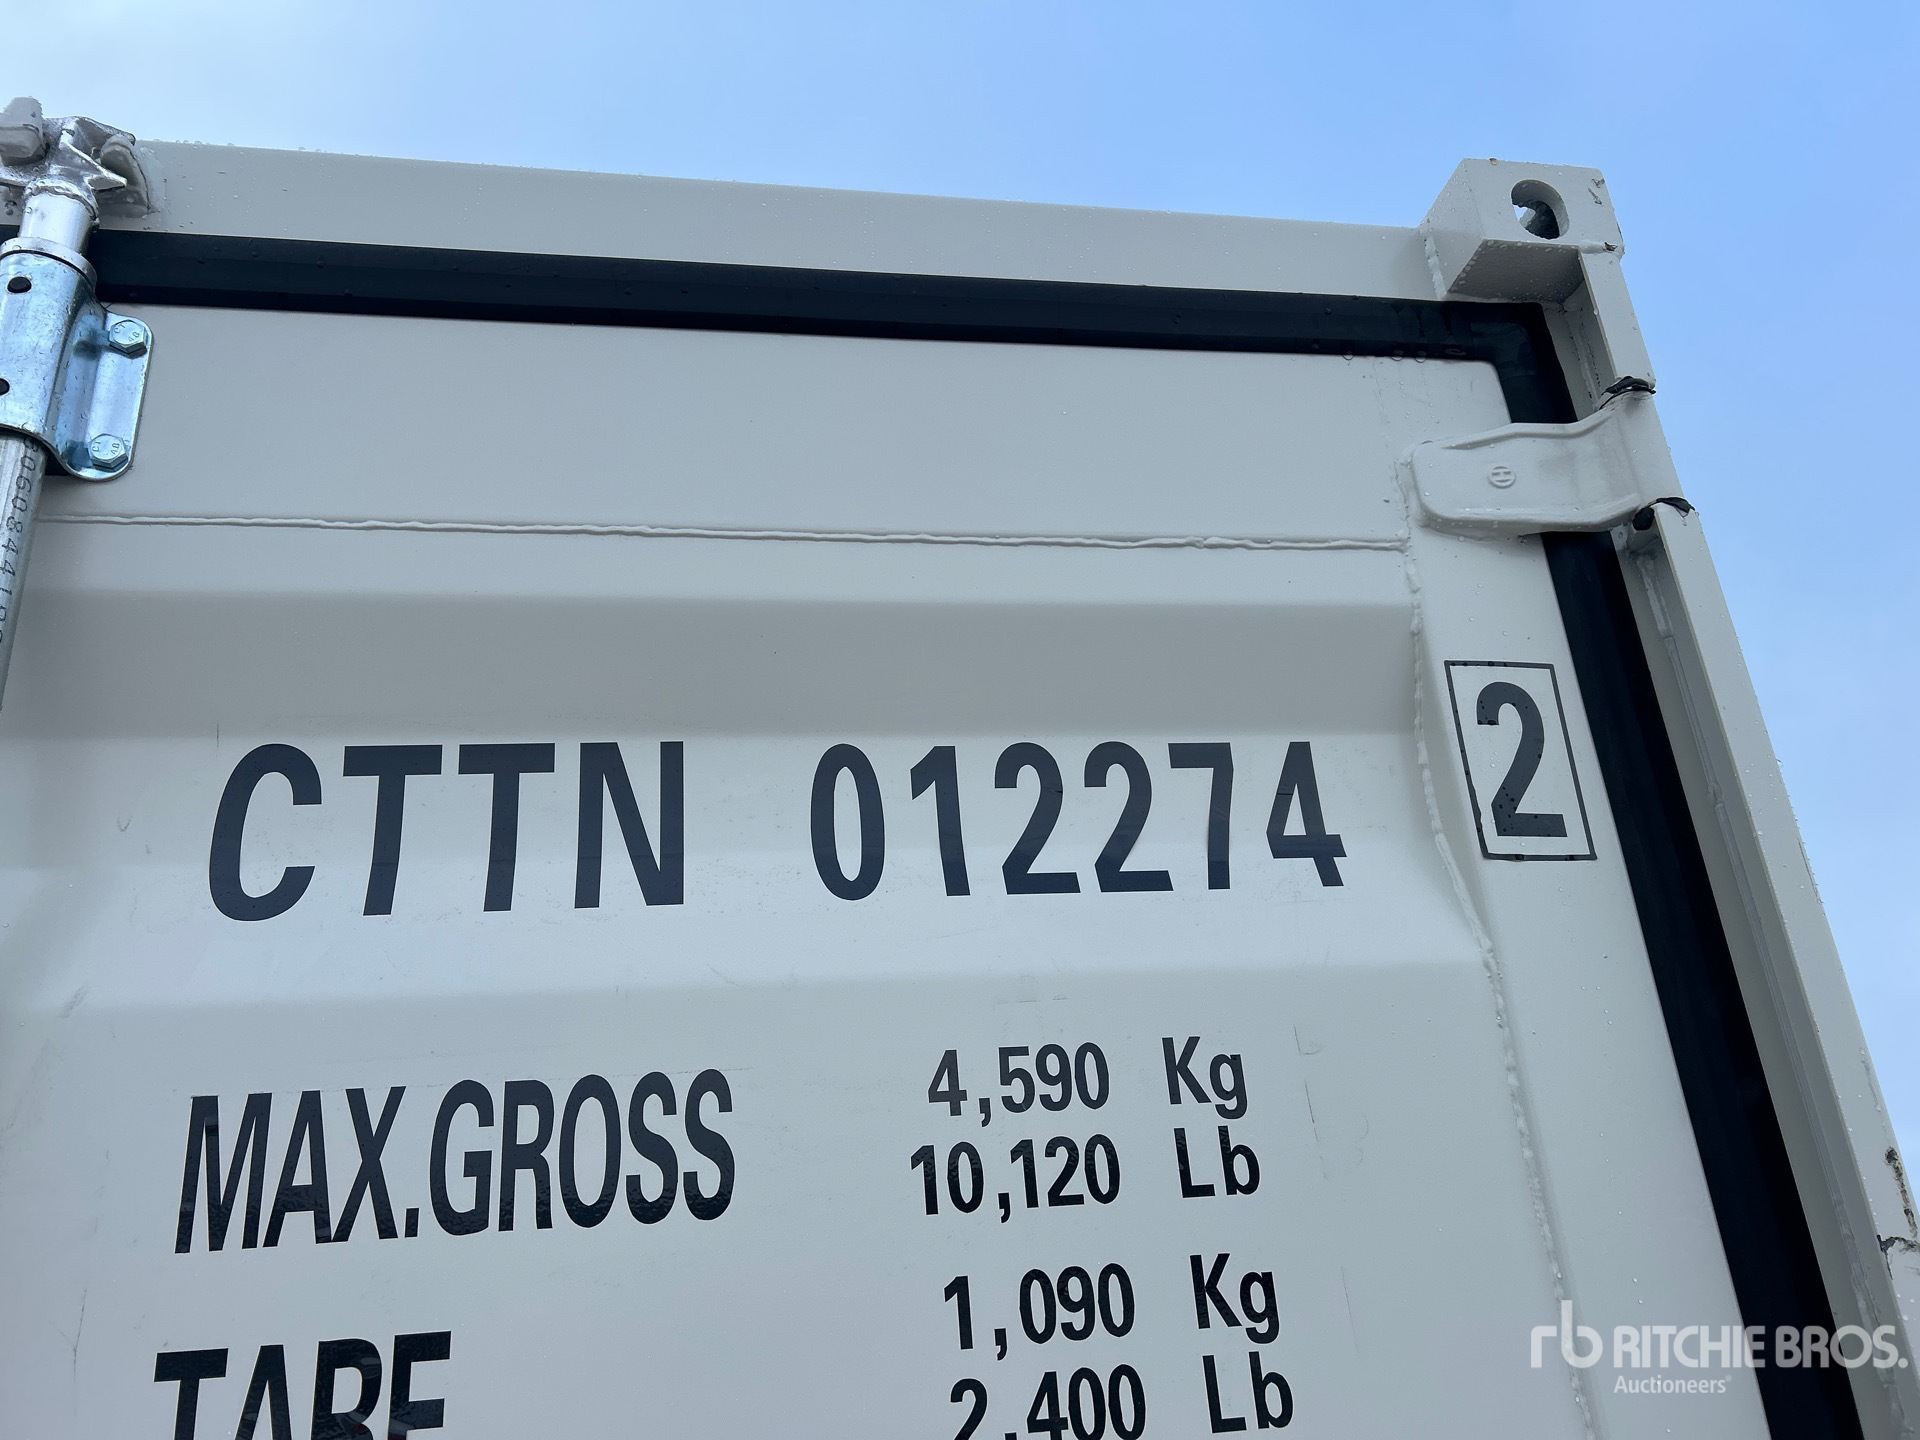 CTTN 012274 2
MAX.GROSS 4,590 Kg
10,120 Lb
TARE 1,090 Kg
2,400 Lb
H
rb RITCHIE BROS.
Auctioneers